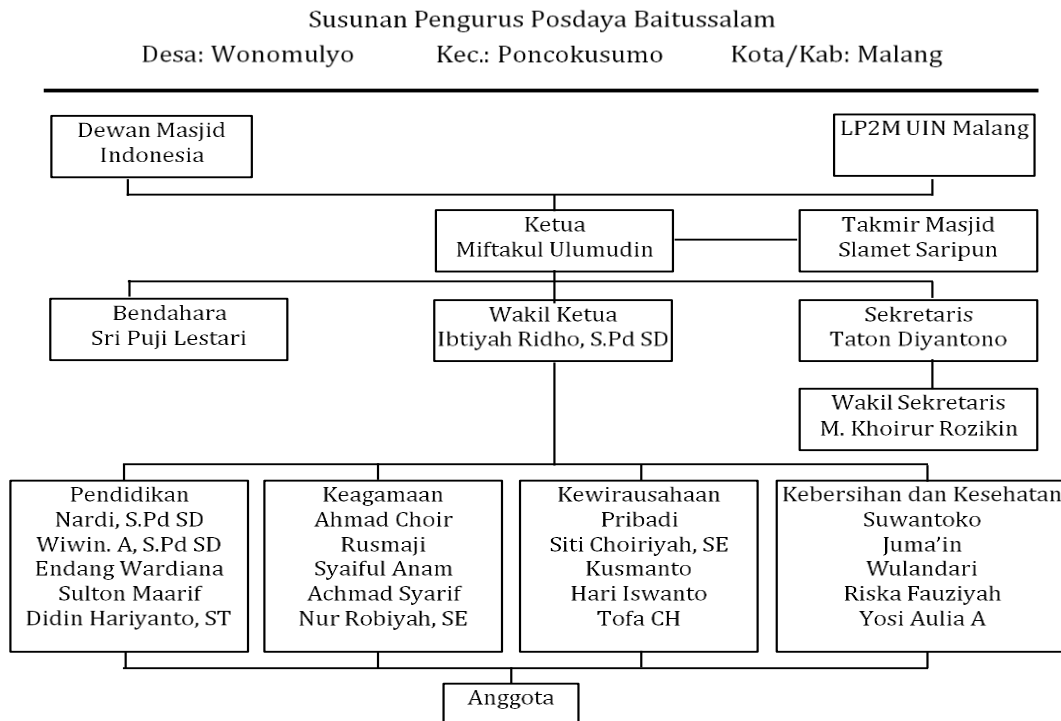 Susunan Pengurus Posdaya Baitussalam
Desa: Wonomulyo Kec.: Poncokusumo Kota/Kab: Malang
Dewan Masjid
Indonesia
LP2M UIN Malang
Ketua
Miftakul Ulumudin
Takmir Masjid
Slamet Saripun
Bendahara
Sri Puji Lestari
Wakil Ketua
Ibtiyah Ridho, S.Pd SD
Sekretaris
Taton Diyantono
Wakil Sekretaris
M. Khoirur Rozikin
Pendidikan
Nardi, S.Pd SD
Wiwin. A, S.Pd SD
Endang Wardiana
Sulton Maarif
Didin Hariyanto, ST
Keagamaan
Ahmad Choir
Rusmaji
Syaiful Anam
Achmad Syarif
Nur Robiyah, SE
Kewirausahaan
Pribadi
Siti Choiriyah, SE
Kusmanto
Hari Iswanto
Tofa CH
Kebersihan dan Kesehatan
Suwantoko
Juma’in
Wulandari
Riska Fauziyah
Yosi Aulia A
Anggota